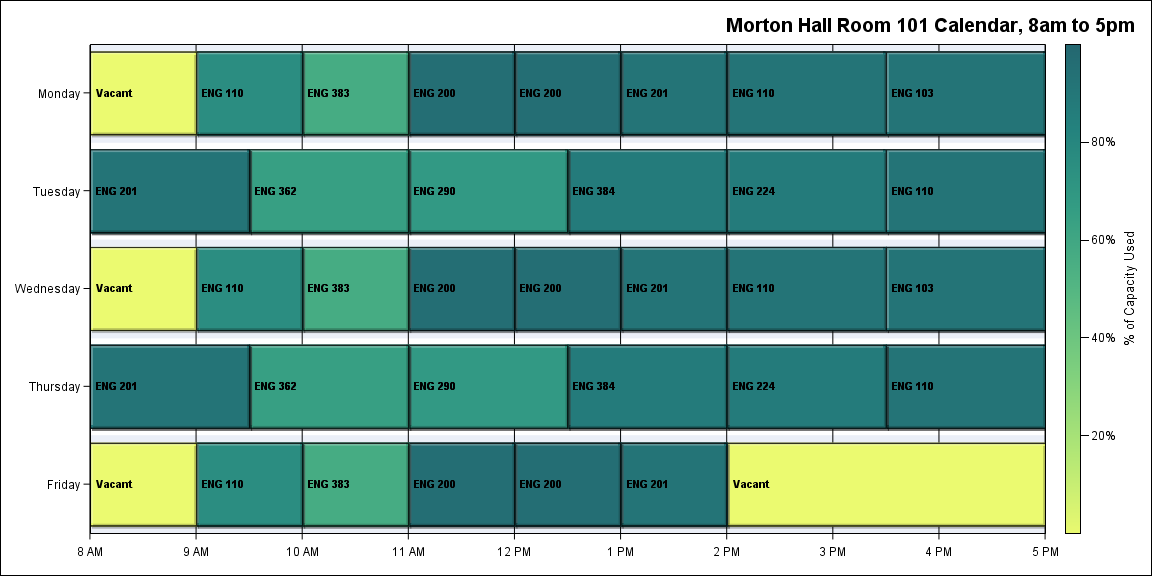 Morton Hall Room 101 Calendar, 8am to 5pm
Monday
Vacant
ENG 110
ENG 383
ENG 200
ENG 200
ENG 201
ENG 110
ENG 103
Tuesday
ENG 201
ENG 362
ENG 290
ENG 384
ENG 224
ENG 110
Wednesday
Vacant
ENG 110
ENG 383
ENG 200
ENG 200
ENG 201
ENG 110
ENG 103
Thursday
ENG 201
ENG 362
ENG 290
ENG 384
ENG 224
ENG 110
Friday
Vacant
ENG 110
ENG 383
ENG 200
ENG 200
ENG 201
Vacant
8 AM
9 AM
10 AM
11 AM
12 PM
1 PM
2 PM
3 PM
4 PM
5 PM
80%
60%
40%
20%
% of Capacity Used